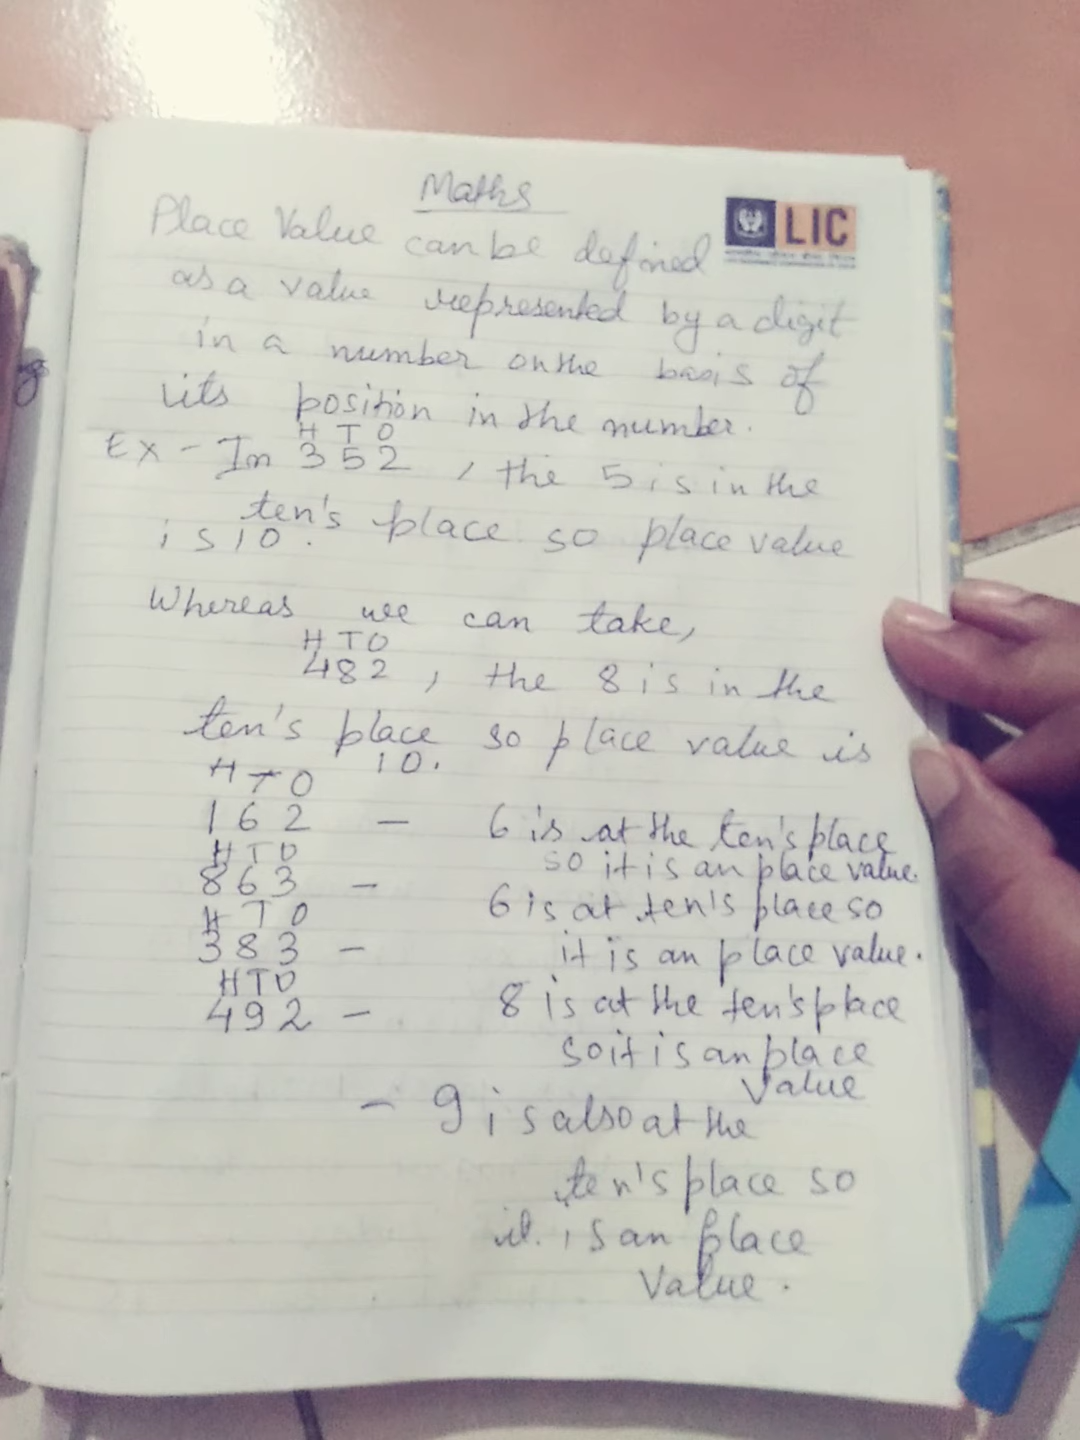 Maths
LIC
Place Value can be defined
as a value represented by a digit
in a number on the basis of
its position in the number.
H T O
Ex - In 352, the 5 is in the
ten's place so place value
is 10.
Whereas we can take,
H T O
482, the 8 is in the
ten's place so place value is
10.
H T O
162 - 6 is at the ten's place
so it is an place value.
H T O
863 -
6 is at ten's place so
H T O
383 - it is an place value.
H T O
492 - 8 is at the ten's place
so it is an place
value
- 9 is also at the
ten's place so
it is an place
value.